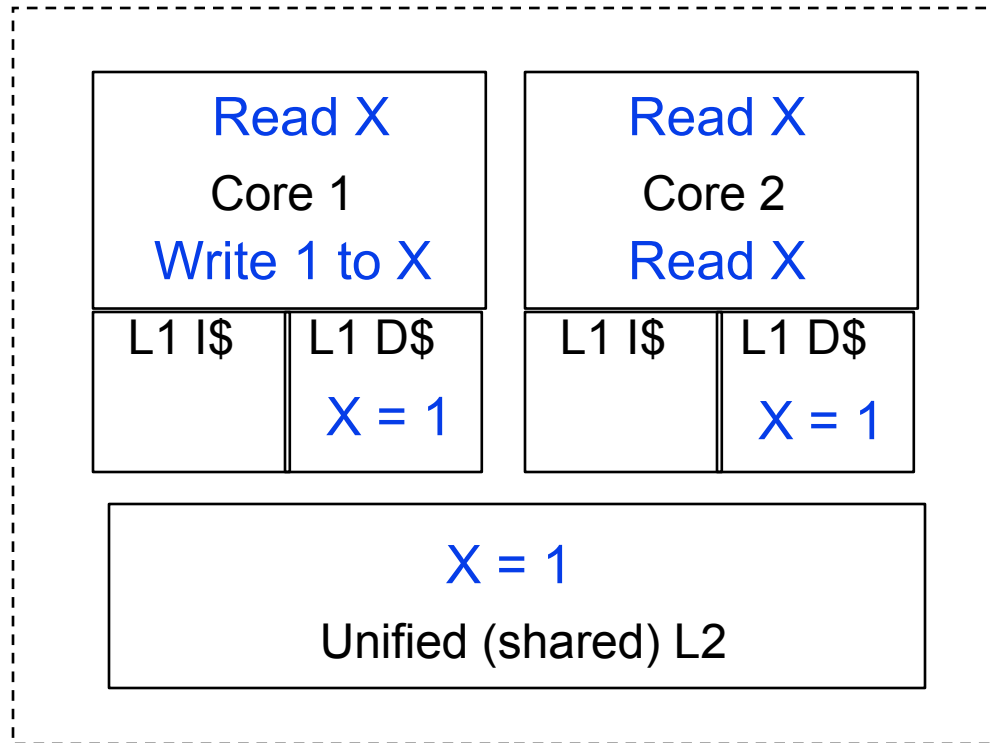 Read X
Core 1
Write 1 to X
Read X
Core 2
Read X
L1 I$
L1 D$
X = 1
L1 I$
L1 D$
X = 1
X = 1
Unified (shared) L2